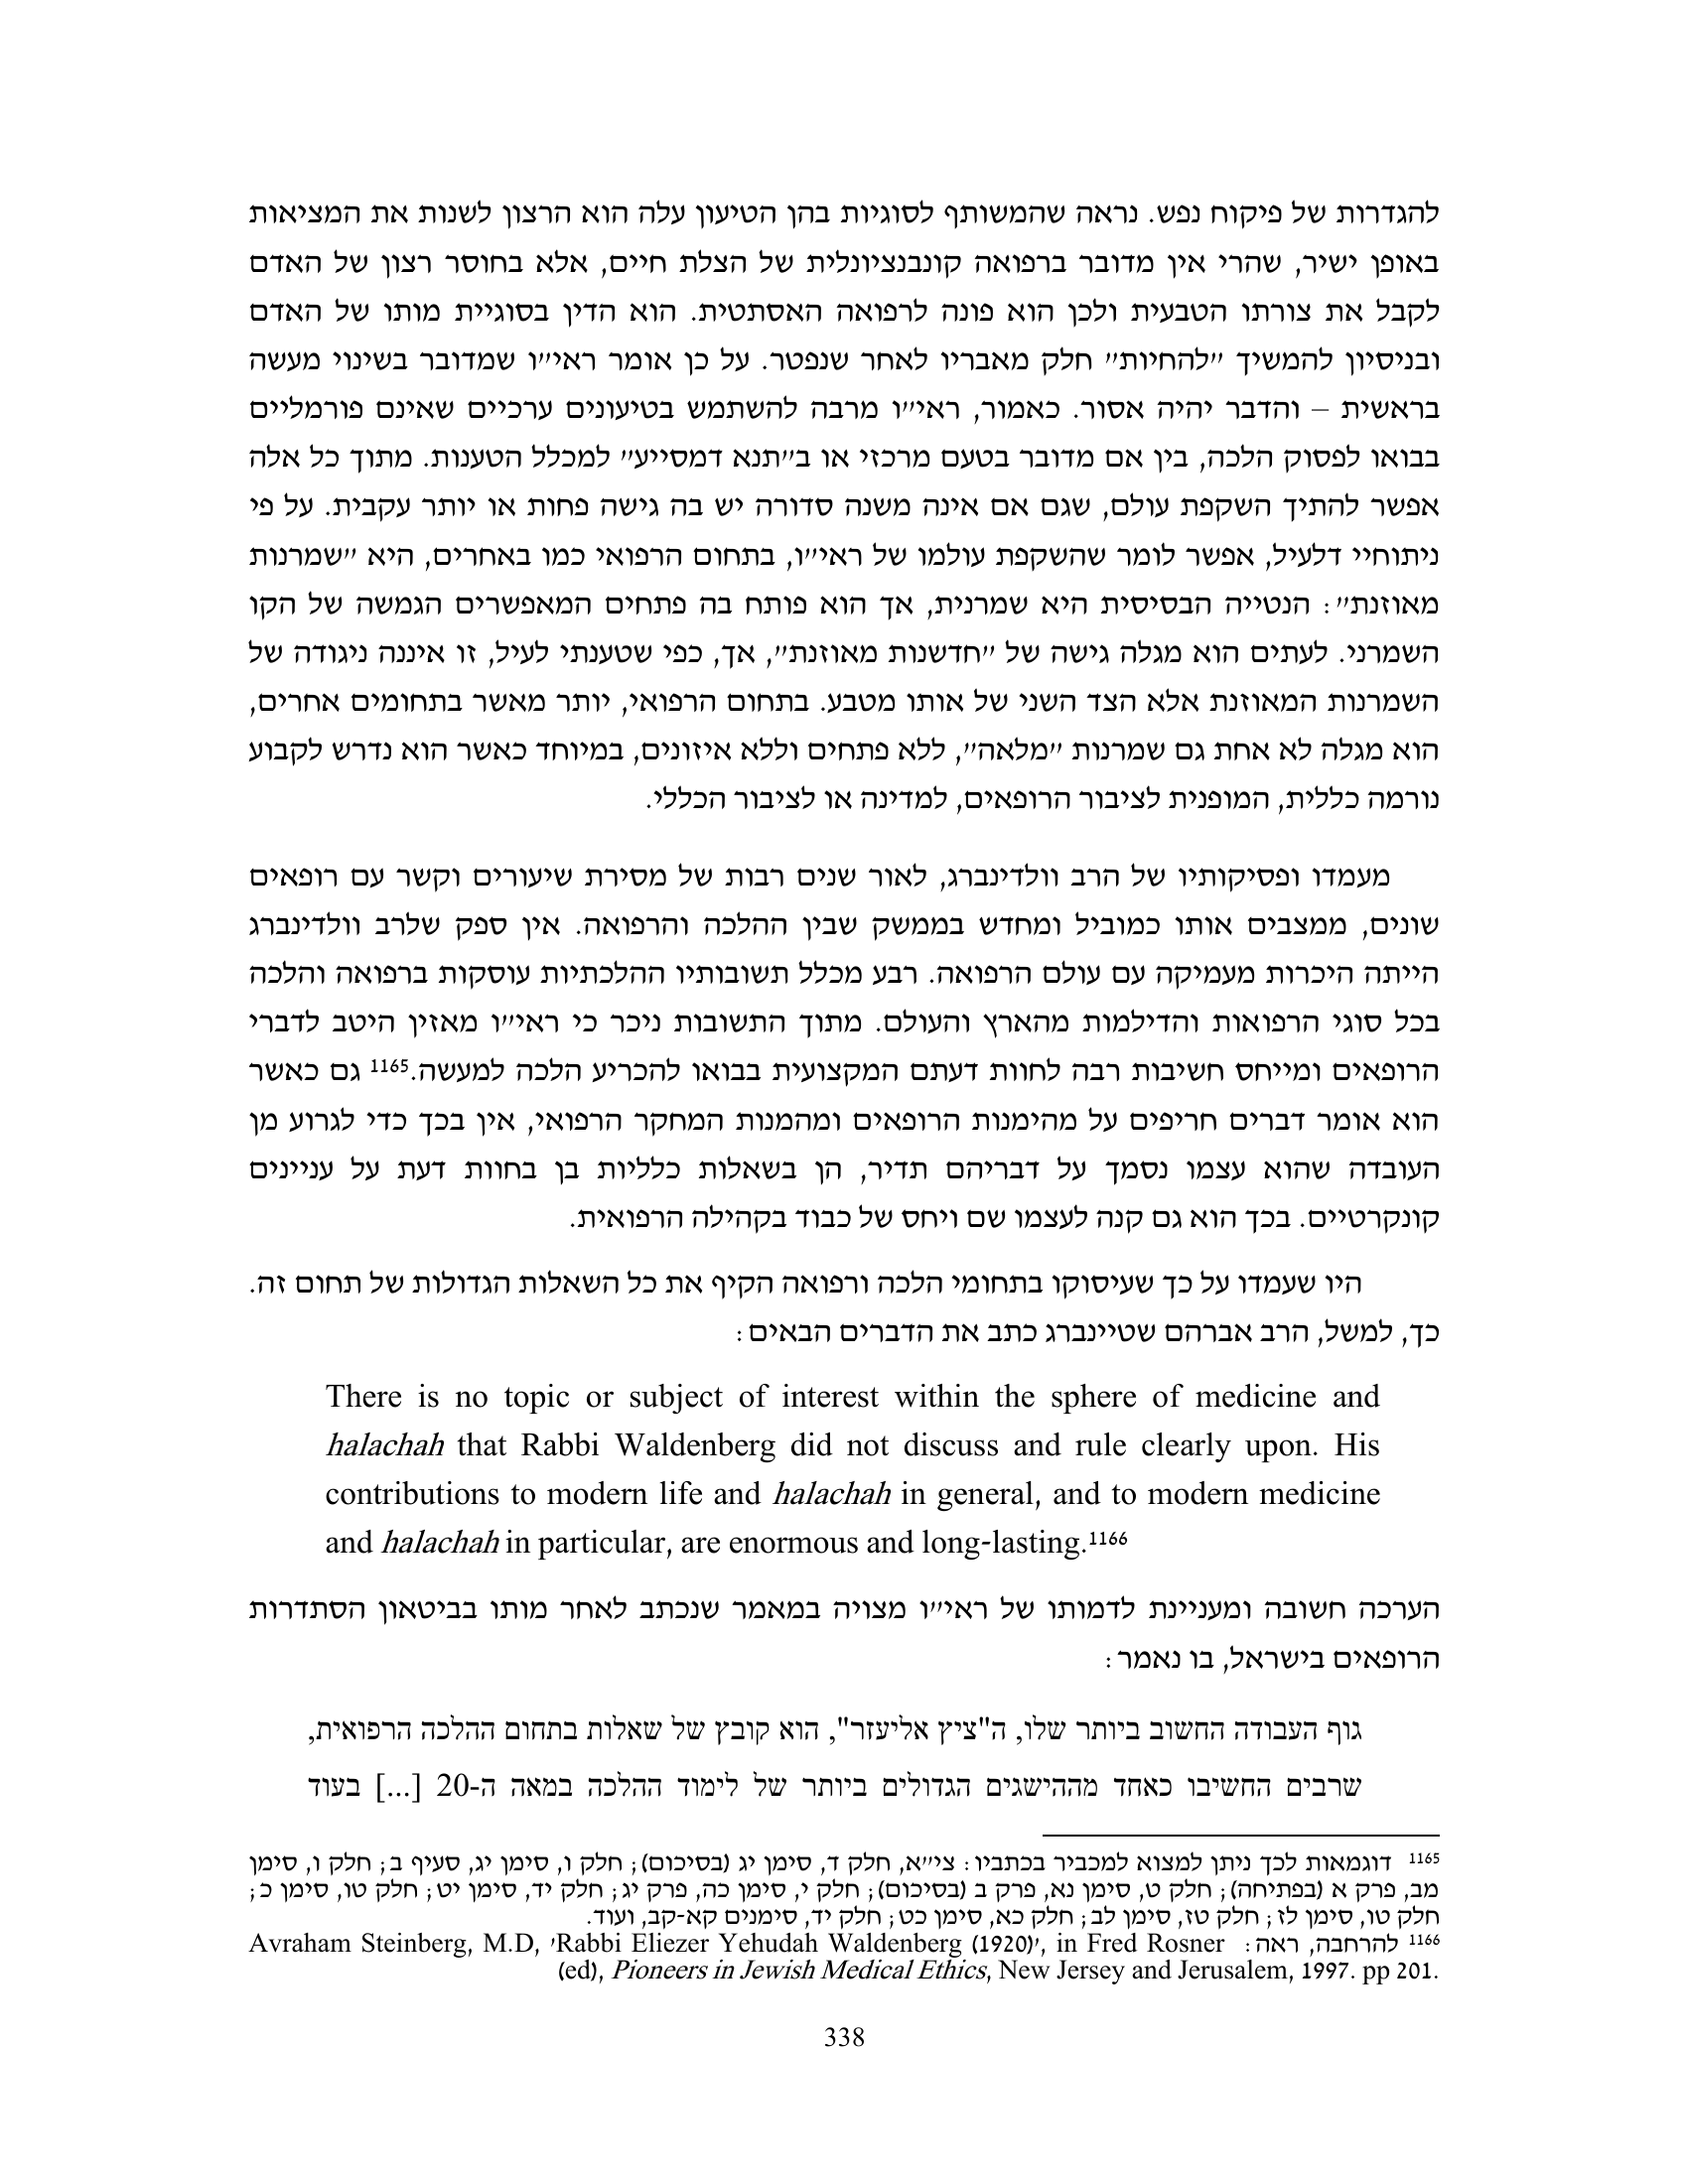 להגדרות של פיקוח נפש. נראה שהמשותף לסוגיות בהן הטיעון עלה הוא הרצון לשנות את המציאות
באופן ישיר, שהרי אין מדובר ברפואה קונבנציונלית של הצלת חיים, אלא בחוסר רצון של האדם
לקבל את צורתו הטבעית ולכן הוא פונה לרפואה האסתטית. הוא הדין בסוגיית מותו של האדם
ובניסיון להמשיך ״להחיות״ חלק מאבריו לאחר שנפטר. על כן אומר ראי״ו שמדובר בשינוי מעשה
בראשית – והדבר יהיה אסור. כאמור, ראי״ו מרבה להשתמש בטיעונים ערכיים שאינם פורמליים
בבואו לפסוק הלכה, בין אם מדובר בטעם מרכזי או ב״תנא דמסייע״ למכלל הטענות. מתוך כל אלה
אפשר להתיך השקפת עולם, שגם אם אינה משנה סדורה יש בה גישה פחות או יותר עקבית. על פי
ניתוחיי דלעיל, אפשר לומר שהשקפת עולמו של ראי״ו, בתחום הרפואי כמו באחרים, היא ״שמרנות
מאוזנת״: הנטייה הבסיסית היא שמרנית, אך הוא פותח בה פתחים המאפשרים הגמשה של הקו
השמרני. לעתים הוא מגלה גישה של ״חדשנות מאוזנת״, אך, כפי שטענתי לעיל, זו איננה ניגודה של
השמרנות המאוזנת אלא הצד השני של אותו מטבע. בתחום הרפואי, יותר מאשר בתחומים אחרים,
הוא מגלה לא אחת גם שמרנות ״מלאה״, ללא פתחים וללא איזונים, במיוחד כאשר הוא נדרש לקבוע
נורמה כללית, המופנית לציבור הרופאים, למדינה או לציבור הכללי.
מעמדו ופסיקותיו של הרב וולדינברג, לאור שנים רבות של מסירת שיעורים וקשר עם רופאים
שונים, ממצבים אותו כמוביל ומחדש בממשק שבין ההלכה והרפואה. אין ספק שלרב וולדינברג
הייתה היכרות מעמיקה עם עולם הרפואה. רבע מכלל תשובותיו ההלכתיות עוסקות ברפואה והלכה
בכל סוגי הרפואות והדילמות מהארץ והעולם. מתוך התשובות ניכר כי ראי״ו מאזין היטב לדברי
הרופאים ומייחס חשיבות רבה לחוות דעתם המקצועית בבואו להכריע הלכה למעשה.1165 גם כאשר
הוא אומר דברים חריפים על מהימנות הרופאים ומהמנות המחקר הרפואי, אין בכך כדי לגרוע מן
העובדה שהוא עצמו נסמך על דבריהם תדיר, הן בשאלות כלליות בן בחוות דעת על עניינים
קונקרטיים. בכך הוא גם קנה לעצמו שם ויחס של כבוד בקהילה הרפואית.
היו שעמדו על כך שעיסוקו בתחומי הלכה ורפואה הקיף את כל השאלות הגדולות של תחום זה.
כך, למשל, הרב אברהם שטיינברג כתב את הדברים הבאים:
There is no topic or subject of interest within the sphere of medicine and
halachah that Rabbi Waldenberg did not discuss and rule clearly upon. His
contributions to modern life and halachah in general, and to modern medicine
and halachah in particular, are enormous and long-lasting.1166
הערכה חשובה ומעניינת לדמותו של ראי״ו מצויה במאמר שנכתב לאחר מותו בביטאון הסתדרות
הרופאים בישראל, בו נאמר:
גוף העבודה החשוב ביותר שלו, ה"ציץ אליעזר", הוא קובץ של שאלות בתחום ההלכה הרפואית,
שרבים החשיבו כאחד מההישגים הגדולים ביותר של לימוד ההלכה במאה ה-20 [...] בעוד
1165 דוגמאות לכך ניתן למצוא למכביר בכתביו: צי״א, חלק ד, סימן יג (בסיכום); חלק ו, סימן יג, סעיף ב; חלק ו, סימן
מב, פרק א (בפתיחה); חלק ט, סימן נא, פרק ב (בסיכום); חלק י, סימן כה, פרק יג; חלק יד, סימן יט; חלק טו, סימן כ;
חלק טו, סימן לז; חלק טז, סימן לב; חלק כא, סימן כט; חלק יד, סימנים קא-קב, ועוד.
1166 להרחבה, ראה: Avraham Steinberg, M.D, 'Rabbi Eliezer Yehudah Waldenberg (1920)', in Fred Rosner
(ed), Pioneers in Jewish Medical Ethics, New Jersey and Jerusalem, 1997. pp 201.
338